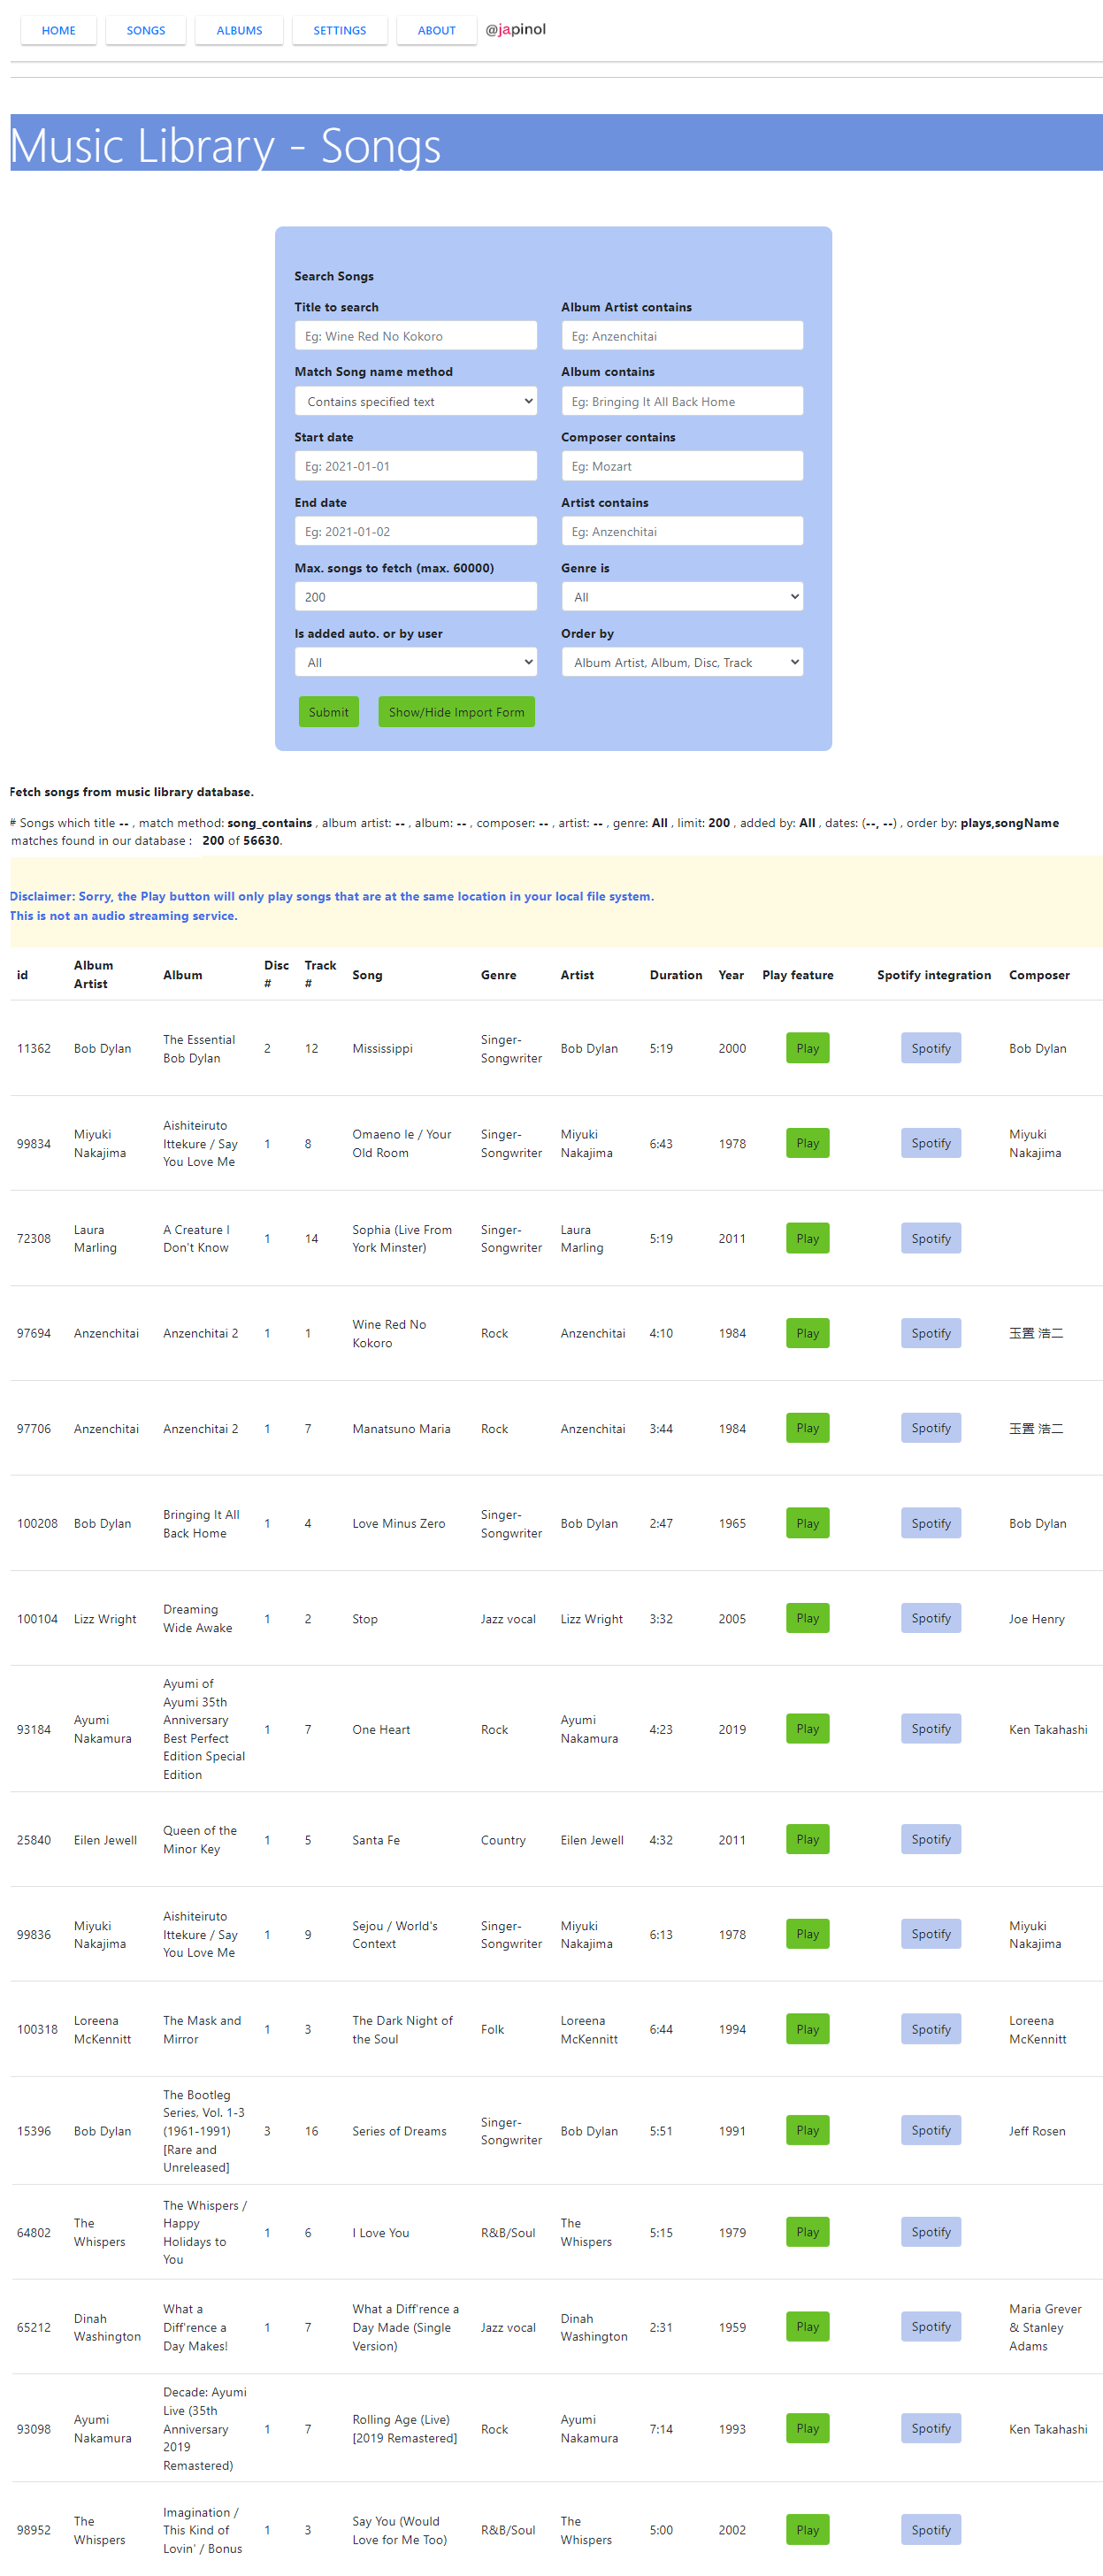 HOME SONGS ALBUMS SETTINGS ABOUT @japinol
Music Library - Songs
Search Songs
Title to search
Eg: Wine Red No Kokoro
Album Artist contains
Eg: Anzenchitai
Match Song name method
Contains specified text
Album contains
Eg: Bringing It All Back Home
Start date
Eg: 2021-01-01
Composer contains
Eg: Mozart
End date
Eg: 2021-01-02
Artist contains
Eg: Anzenchitai
Max. songs to fetch (max. 60000)
200
Genre is
All
Is added auto. or by user
All
Order by
Album Artist, Album, Disc, Track
Submit Show/Hide Import Form
Fetch songs from music library database.
# Songs which title -- , match method: song_contains , album artist: -- , album: -- , composer: -- , artist: -- , genre: All , limit: 200 , added by: All , dates: (--, --) , order by: plays,songName
matches found in our database : 200 of 56630.
Disclaimer: Sorry, the Play button will only play songs that are at the same location in your local file system.
This is not an audio streaming service.
id Album Artist Album Disc # Track # Song Genre Artist Duration Year Play feature Spotify integration Composer
11362 Bob Dylan The Essential Bob Dylan 2 12 Mississippi Singer-Songwriter Bob Dylan 5:19 2000 Play Spotify Bob Dylan
99834 Miyuki Nakajima Aishiteiruto Ittekure / Say You Love Me 1 8 Omaeno Ie / Your Old Room Singer-Songwriter Miyuki Nakajima 6:43 1978 Play Spotify Miyuki Nakajima
72308 Laura Marling A Creature I Don't Know 1 14 Sophia (Live From York Minster) Singer-Songwriter Laura Marling 5:19 2011 Play Spotify
97694 Anzenchitai Anzenchitai 2 1 1 Wine Red No Kokoro Rock Anzenchitai 4:10 1984 Play Spotify 玉置 浩二
97706 Anzenchitai Anzenchitai 2 1 7 Manatsuno Maria Rock Anzenchitai 3:44 1984 Play Spotify 玉置 浩二
100208 Bob Dylan Bringing It All Back Home 1 4 Love Minus Zero Singer-Songwriter Bob Dylan 2:47 1965 Play Spotify Bob Dylan
100104 Lizz Wright Dreaming Wide Awake 1 2 Stop Jazz vocal Lizz Wright 3:32 2005 Play Spotify Joe Henry
93184 Ayumi Nakamura Ayumi of Ayumi 35th Anniversary Best Perfect Edition Special Edition 1 7 One Heart Rock Ayumi Nakamura 4:23 2019 Play Spotify Ken Takahashi
25840 Eilen Jewell Queen of the Minor Key 1 5 Santa Fe Country Eilen Jewell 4:32 2011 Play Spotify
99836 Miyuki Nakajima Aishiteiruto Ittekure / Say You Love Me 1 9 Sejou / World's Context Singer-Songwriter Miyuki Nakajima 6:13 1978 Play Spotify Miyuki Nakajima
100318 Loreena McKennitt The Mask and Mirror 1 3 The Dark Night of the Soul Folk Loreena McKennitt 6:44 1994 Play Spotify Loreena McKennitt
15396 Bob Dylan The Bootleg Series, Vol. 1-3 (1961-1991) [Rare and Unreleased] 3 16 Series of Dreams Singer-Songwriter Bob Dylan 5:51 1991 Play Spotify Jeff Rosen
64802 The Whispers The Whispers / Happy Holidays to You 1 6 I Love You R&B/Soul The Whispers 5:15 1979 Play Spotify
65212 Dinah Washington What a Diff'rence a Day Makes! 1 7 What a Diff'rence a Day Made (Single Version) Jazz vocal Dinah Washington 2:31 1959 Play Spotify Maria Grever & Stanley Adams
93098 Ayumi Nakamura Decade: Ayumi Live (35th Anniversary 2019 Remastered) 1 7 Rolling Age (Live) [2019 Remastered] Rock Ayumi Nakamura 7:14 1993 Play Spotify Ken Takahashi
98952 The Whispers Imagination / This Kind of Lovin' / Bonus 1 3 Say You (Would Love for Me Too) R&B/Soul The Whispers 5:00 2002 Play Spotify